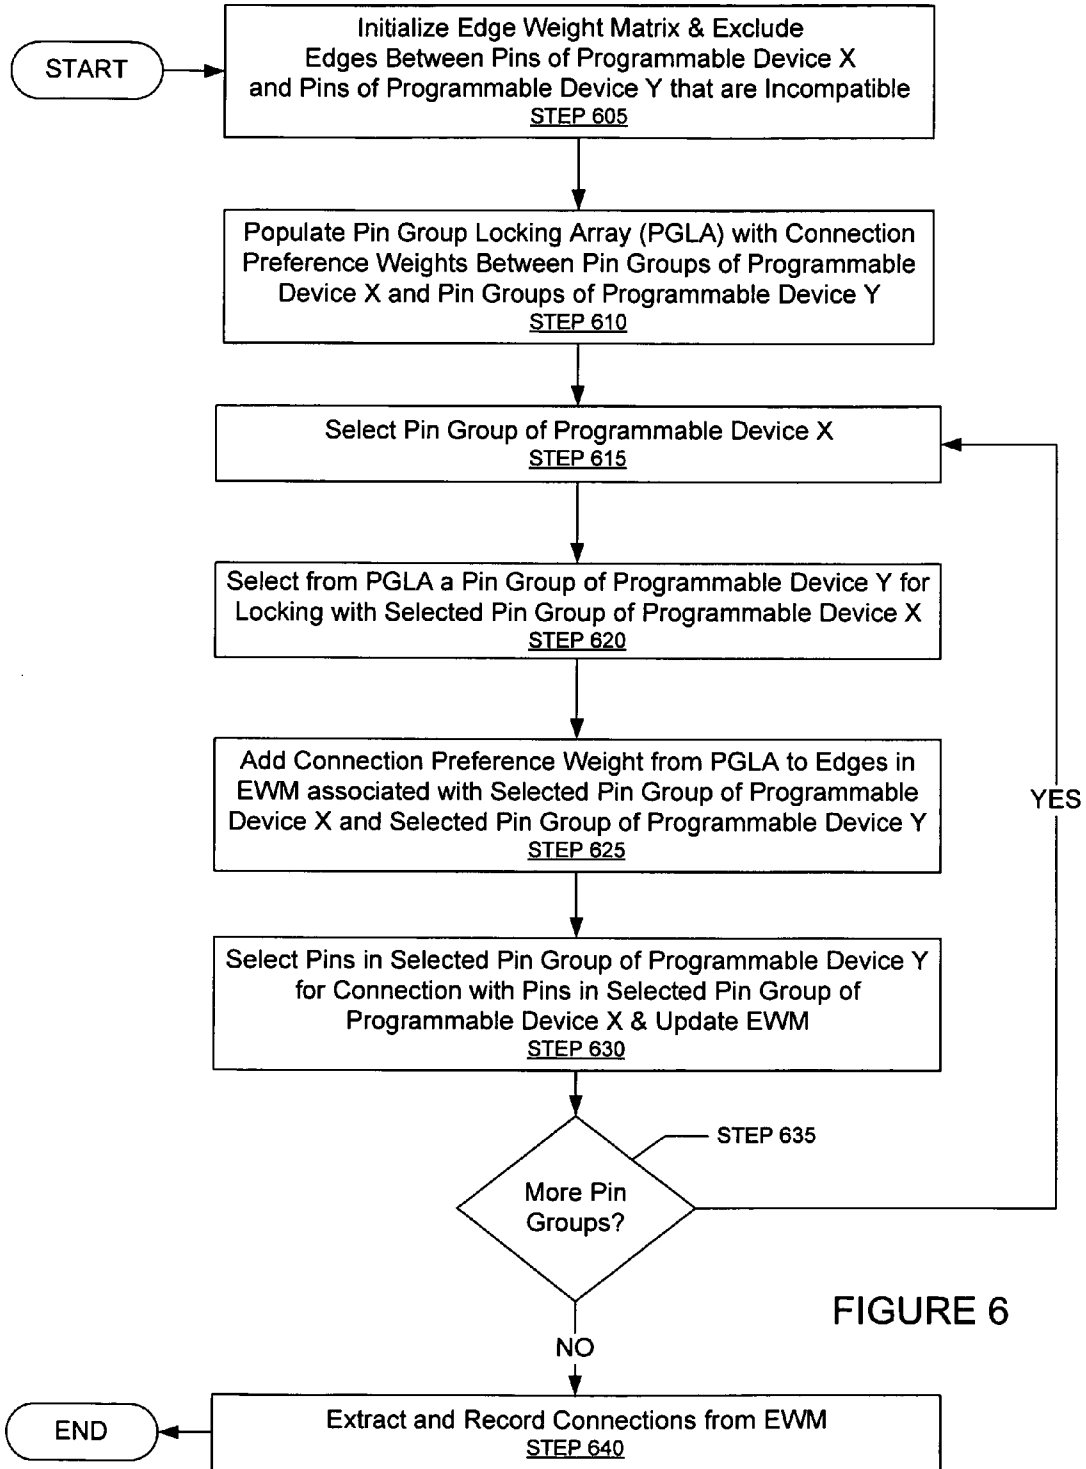 START
Initialize Edge Weight Matrix & Exclude
Edges Between Pins of Programmable Device X
and Pins of Programmable Device Y that are Incompatible
STEP 605
Populate Pin Group Locking Array (PGLA) with Connection
Preference Weights Between Pin Groups of Programmable
Device X and Pin Groups of Programmable Device Y
STEP 610
Select Pin Group of Programmable Device X
STEP 615
Select from PGLA a Pin Group of Programmable Device Y for
Locking with Selected Pin Group of Programmable Device X
STEP 620
Add Connection Preference Weight from PGLA to Edges in
EWM associated with Selected Pin Group of Programmable
Device X and Selected Pin Group of Programmable Device Y
STEP 625
YES
Select Pins in Selected Pin Group of Programmable Device Y
for Connection with Pins in Selected Pin Group of
Programmable Device X & Update EWM
STEP 630
STEP 635
More Pin
Groups?
FIGURE 6
NO
Extract and Record Connections from EWM
STEP 640
END